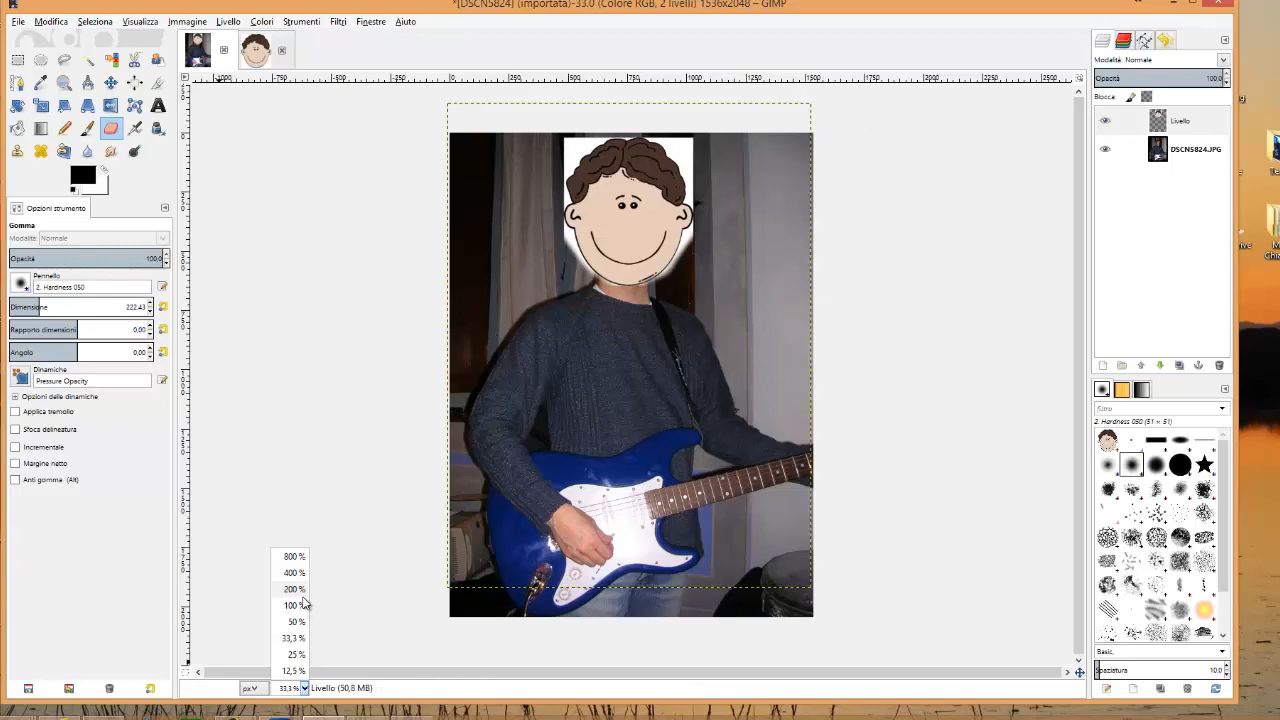 *[DSCN5824] (importata)-33.0 (Colore RGB, 2 livelli) 1536x2048 – GIMP
File Modifica Seleziona Visualizza Immagine Livello Colori Strumenti Filtri Finestre Aiuto
Opzioni strumento
Gomma
Modalità: Normale
Opacità 100,0
Pennello
2. Hardness 050
Dimensione 222,43
Rapporto dimensioni 0,00
Angolo 0,00
Dinamiche
Pressure Opacity
Opzioni delle dinamiche
Applica tremolio
Sfoca delineatura
Incrementale
Margine netto
Anti gomma (Alt)
800 %
400 %
200 %
100 %
50 %
33,3 %
25 %
12,5 %
px 33,3 % Livello (50,8 MB)
Modalità: Normale
Opacità 100,0
Blocca:
Livello
DSCN5824.JPG
filtro
2. Hardness 050 (51 × 51)
Basic,
Spaziatura 10,0